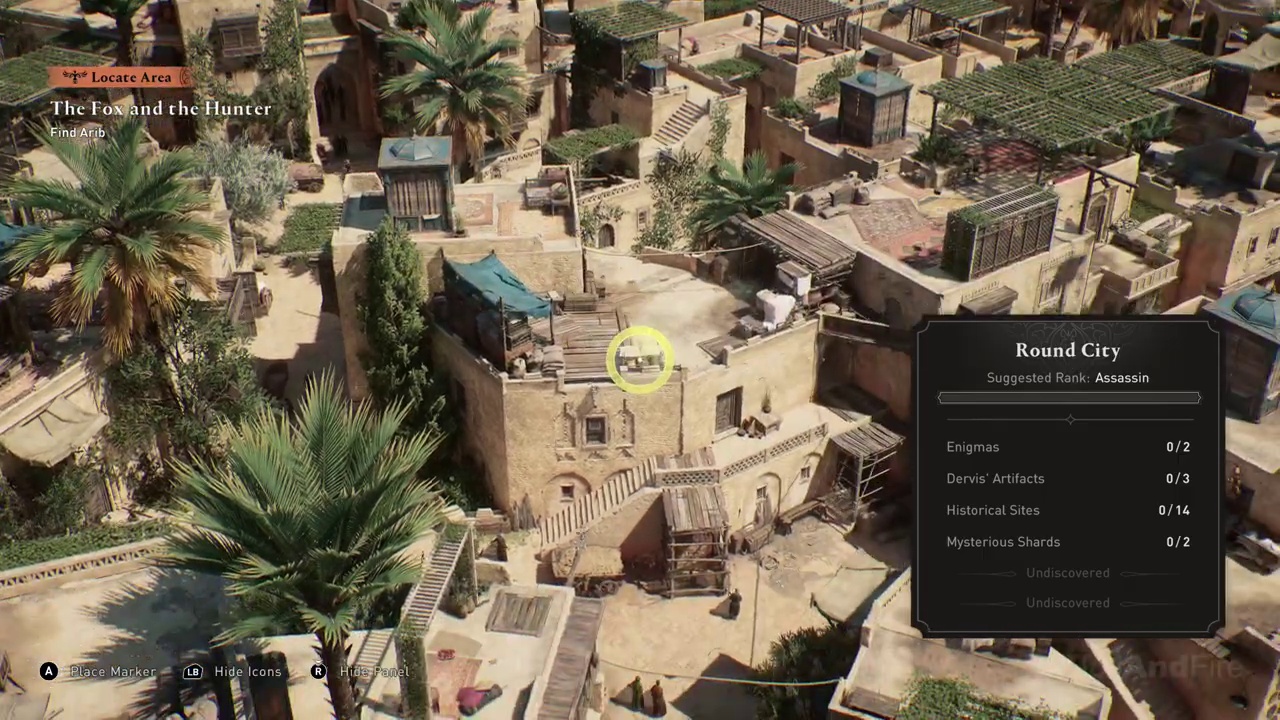 Locate Area
The Fox and the Hunter
Find Arib
Round City
Suggested Rank: Assassin
Enigmas 0/2
Dervis' Artifacts 0/3
Historical Sites 0/14
Mysterious Shards 0/2
Undiscovered
Undiscovered
A Place Marker LB Hide Icons R Hide Panel